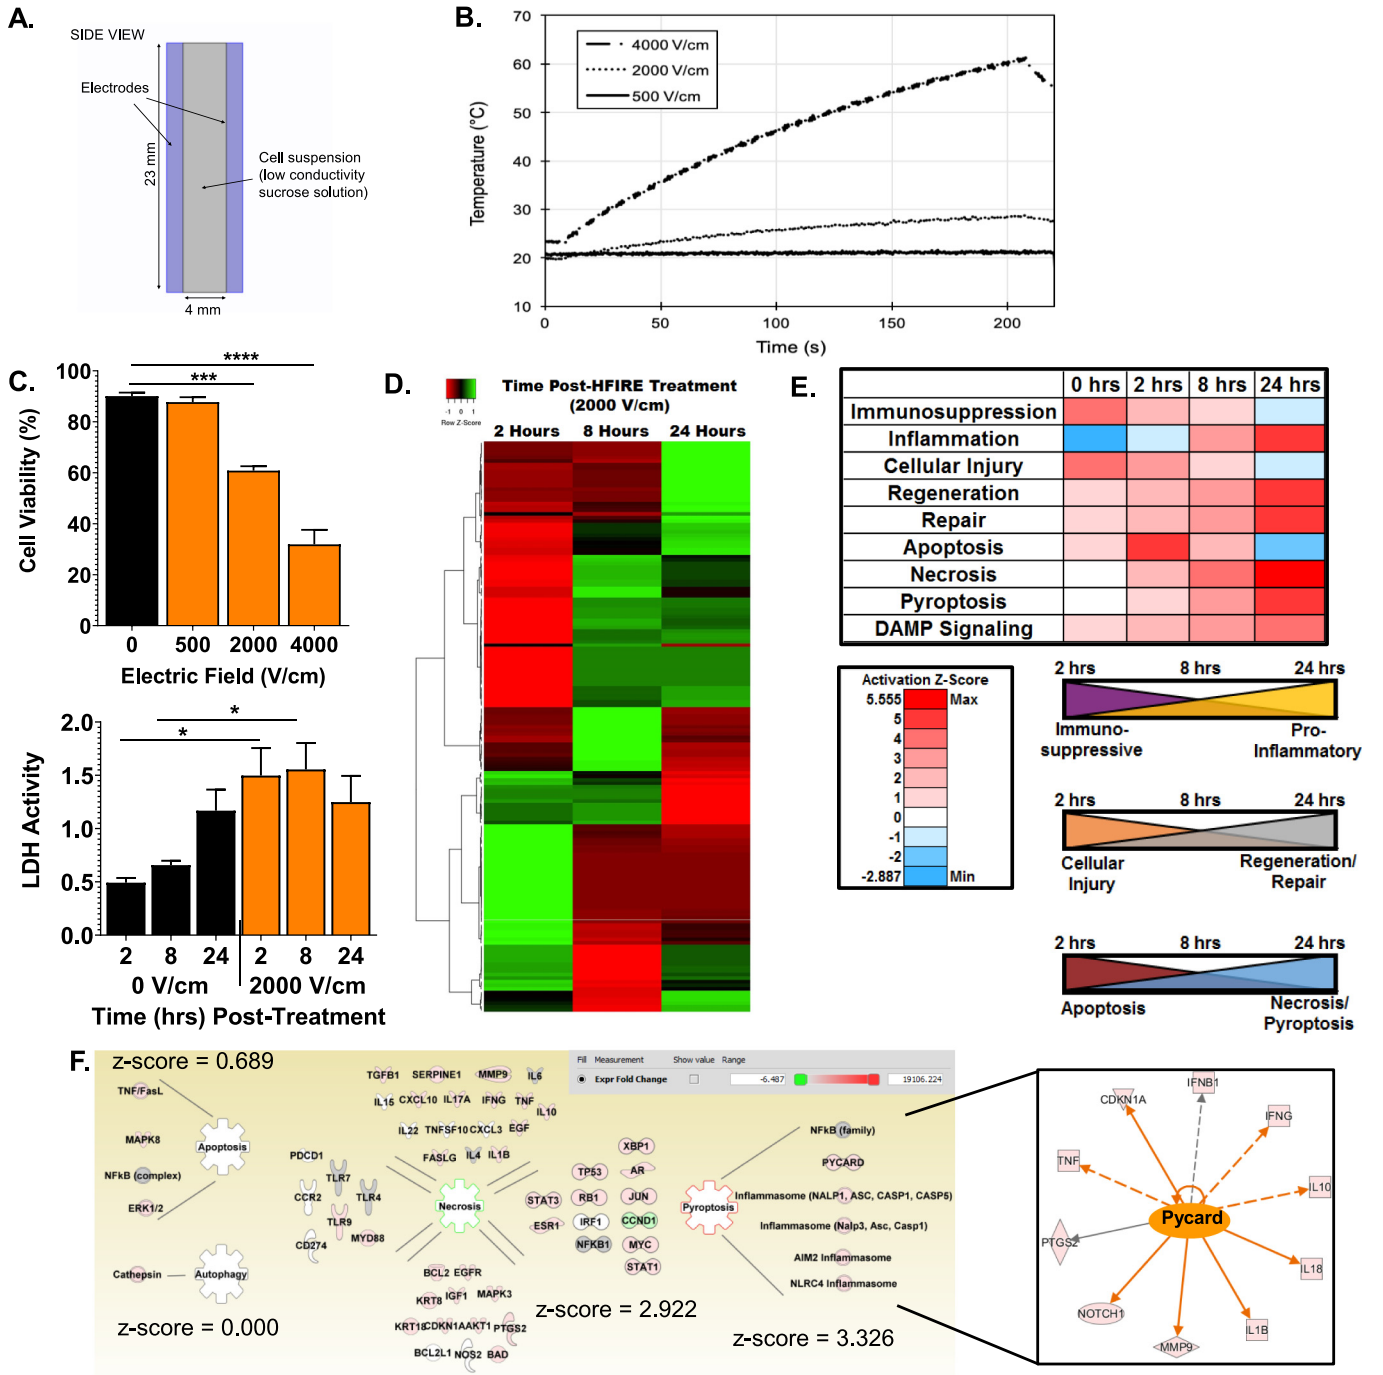 A.
SIDE VIEW
Electrodes
23 mm
Cell suspension
(low conductivity
sucrose solution)
4 mm
B.
70
60
50
40
30
20
10
4000 V/cm
2000 V/cm
500 V/cm
Temperature (°C)
0
50
100
150
200
Time (s)
C.
****
***
100
80
60
40
20
0
Cell Viability (%)
0 500 2000 4000
Electric Field (V/cm)
*
*
2.0
1.5
1.0
0.5
0.0
LDH Activity
2 8 24 2 8 24
0 V/cm 2000 V/cm
Time (hrs) Post-Treatment
D.
-1 0 1
Row Z-Score
Time Post-HFIRE Treatment
(2000 V/cm)
2 Hours 8 Hours 24 Hours
E.
0 hrs 2 hrs 8 hrs 24 hrs
Immunosuppression
Inflammation
Cellular Injury
Regeneration
Repair
Apoptosis
Necrosis
Pyroptosis
DAMP Signaling
Activation Z-Score
5.555 Max
5
4
3
2
1
0
-1
-2
-2.887 Min
2 hrs 8 hrs 24 hrs
Immuno-
suppressive
Pro-
Inflammatory
2 hrs 8 hrs 24 hrs
Cellular
Injury
Regeneration/
Repair
2 hrs 8 hrs 24 hrs
Apoptosis
Necrosis/
Pyroptosis
F.
z-score = 0.689
TNF/FasL
MAPK8
NFkB (complex)
ERK1/2
Apoptosis
Cathepsin
Autophagy
z-score = 0.000
TGFB1 SERPINE1 MMP9 IL6
IL15 CXCL10 IL17A IFNG TNF IL10
IL22 TNFSF10 CXCL3 EGF
FASLG IL4 IL1B
PDCD1
TLR7
CCR2
TLR4
TLR9
MYD88
CD274
Necrosis
XBP1
TP53 AR
STAT3 RB1 JUN
ESR1 IRF1 CCND1
NFKB1 MYC
STAT1
BCL2 EGFR
KRT8 IGF1 MAPK3
KRT18 CDKN1A AKT1 PTGS2
BCL2L1 NOS2 BAD
z-score = 2.922
Fill Measurement Show value Range
Expr Fold Change -6.487 19106.224
Pyroptosis
NFkB (family)
PYCARD
Inflammasome (NALP1, ASC, CASP1, CASP5)
Inflammasome (Nalp3, Asc, Casp1)
AIM2 Inflammasome
NLRC4 Inflammasome
z-score = 3.326
IFNB1
CDKN1A
IFNG
TNF
IL10
Pycard
PTGS2
IL18
NOTCH1
IL1B
MMP9